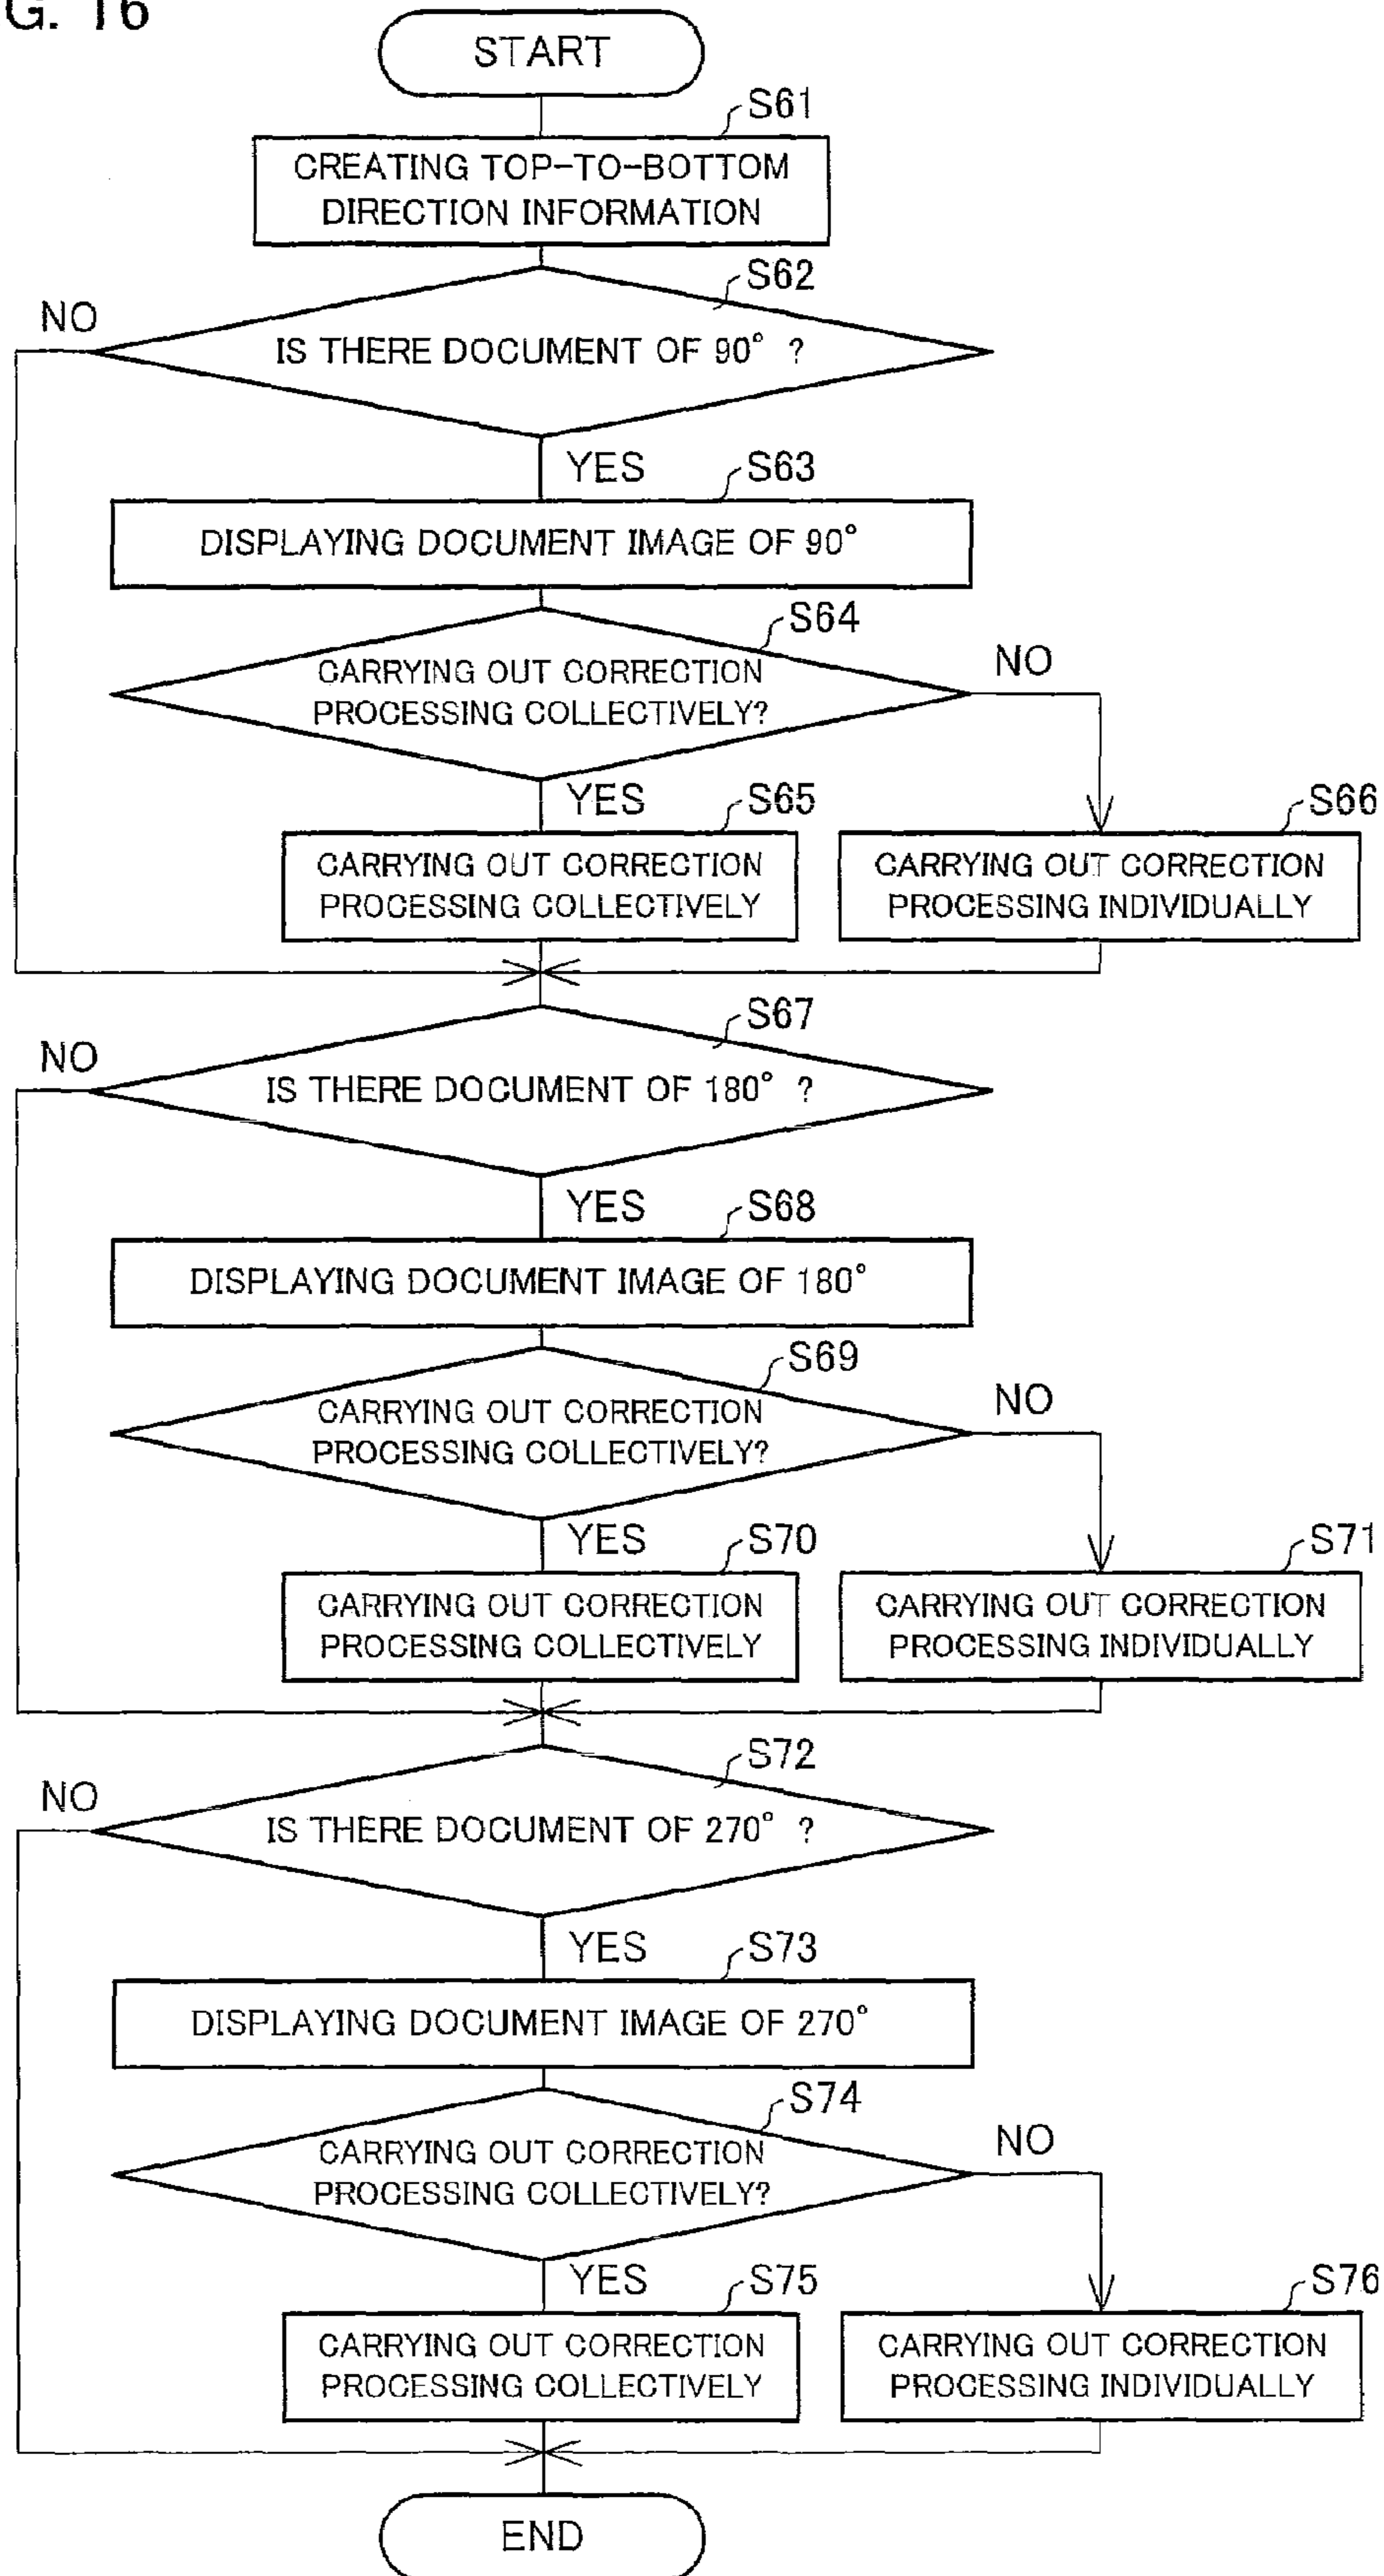 G. 16
START
S61
CREATING TOP-TO-BOTTOM
DIRECTION INFORMATION
S62
NO
IS THERE DOCUMENT OF 90° ?
YES
S63
DISPLAYING DOCUMENT IMAGE OF 90°
S64
CARRYING OUT CORRECTION
PROCESSING COLLECTIVELY?
NO
YES
S65
S66
CARRYING OUT CORRECTION
PROCESSING COLLECTIVELY
CARRYING OUT CORRECTION
PROCESSING INDIVIDUALLY
S67
NO
IS THERE DOCUMENT OF 180° ?
YES
S68
DISPLAYING DOCUMENT IMAGE OF 180°
S69
CARRYING OUT CORRECTION
PROCESSING COLLECTIVELY?
NO
YES
S70
S71
CARRYING OUT CORRECTION
PROCESSING COLLECTIVELY
CARRYING OUT CORRECTION
PROCESSING INDIVIDUALLY
S72
NO
IS THERE DOCUMENT OF 270° ?
YES
S73
DISPLAYING DOCUMENT IMAGE OF 270°
S74
CARRYING OUT CORRECTION
PROCESSING COLLECTIVELY?
NO
YES
S75
S76
CARRYING OUT CORRECTION
PROCESSING COLLECTIVELY
CARRYING OUT CORRECTION
PROCESSING INDIVIDUALLY
END